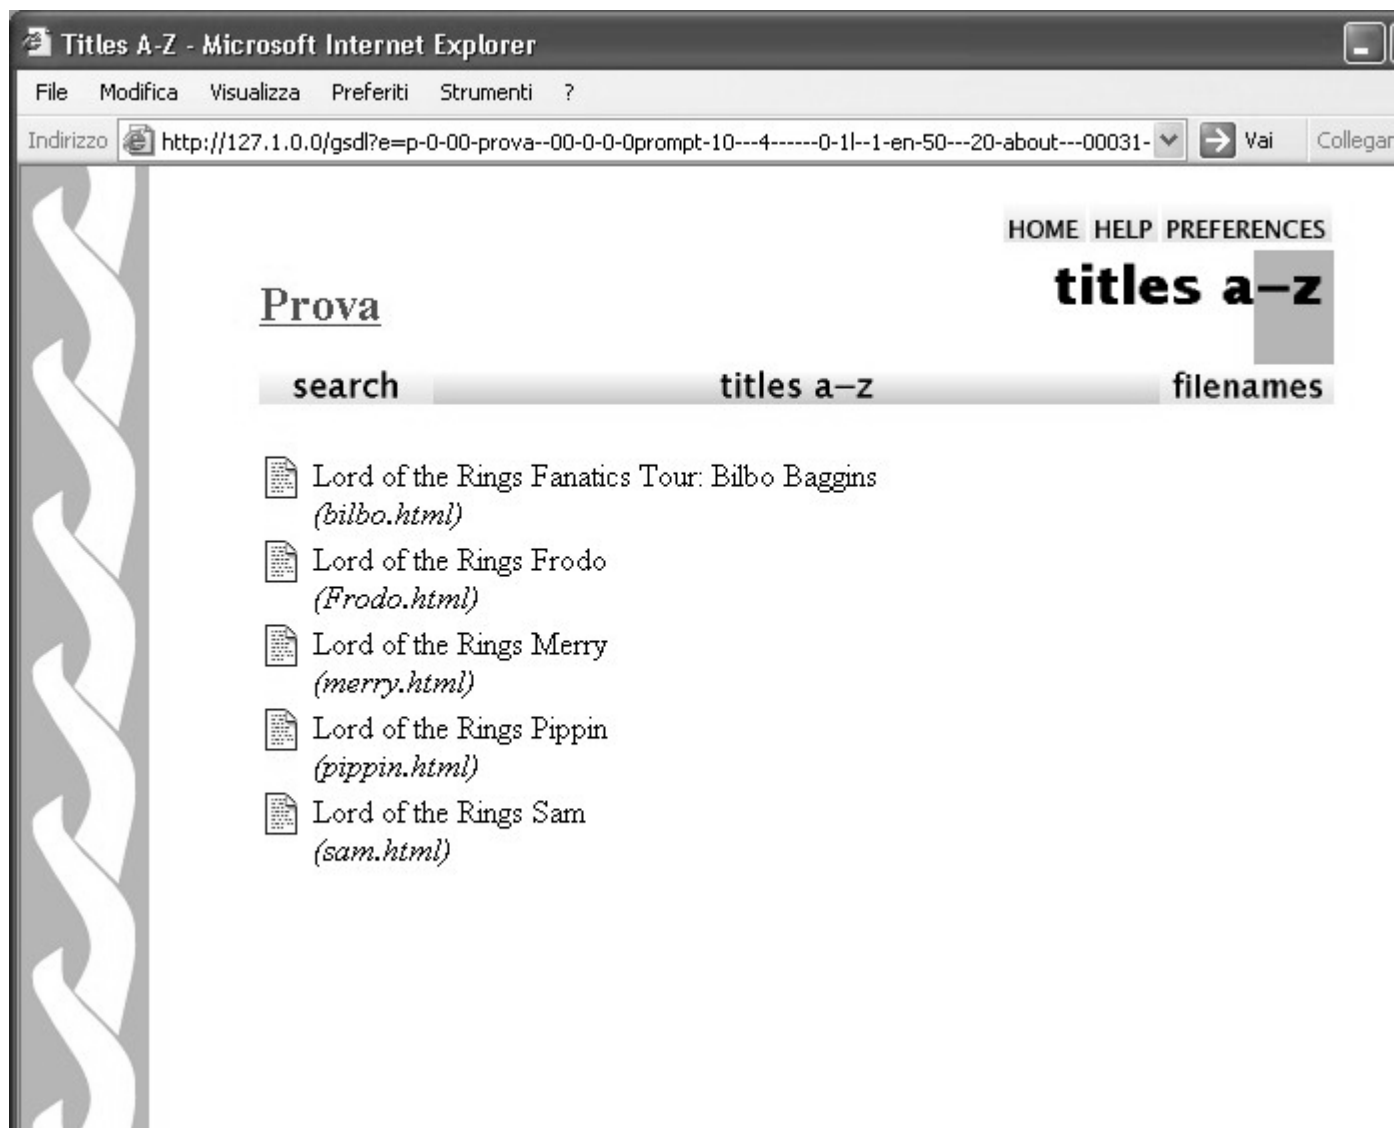 Titles A-Z - Microsoft Internet Explorer
File Modifica Visualizza Preferiti Strumenti ?
Indirizzo http://127.1.0.0/gsdl?e=p-0-00-prova--00-0-0-0prompt-10---4------0-1l--1-en-50---20-about---00031- Vai Collegar
HOME HELP PREFERENCES
titles a–z
Prova
search titles a–z filenames
Lord of the Rings Fanatics Tour: Bilbo Baggins
(bilbo.html)
Lord of the Rings Frodo
(Frodo.html)
Lord of the Rings Merry
(merry.html)
Lord of the Rings Pippin
(pippin.html)
Lord of the Rings Sam
(sam.html)